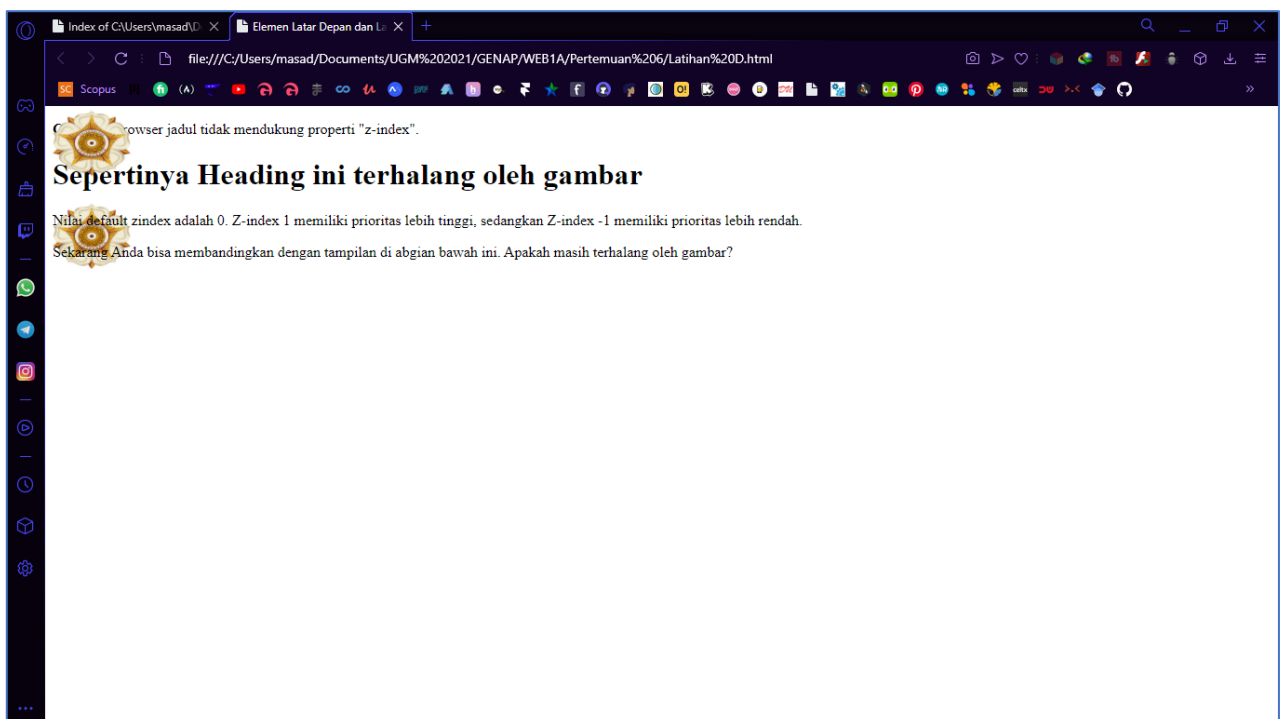 Index of C:\Users\masad\D
Elemen Latar Depan dan La
file:///C:/Users/masad/Documents/UGM%202021/GENAP/WEB1A/Pertemuan%206/Latihan%20D.html
Scopus
rowser jadul tidak mendukung properti "z-index".
Sepertinya Heading ini terhalang oleh gambar
Nilai default zindex adalah 0. Z-index 1 memiliki prioritas lebih tinggi, sedangkan Z-index -1 memiliki prioritas lebih rendah.
Sekarang Anda bisa membandingkan dengan tampilan di abgian bawah ini. Apakah masih terhalang oleh gambar?